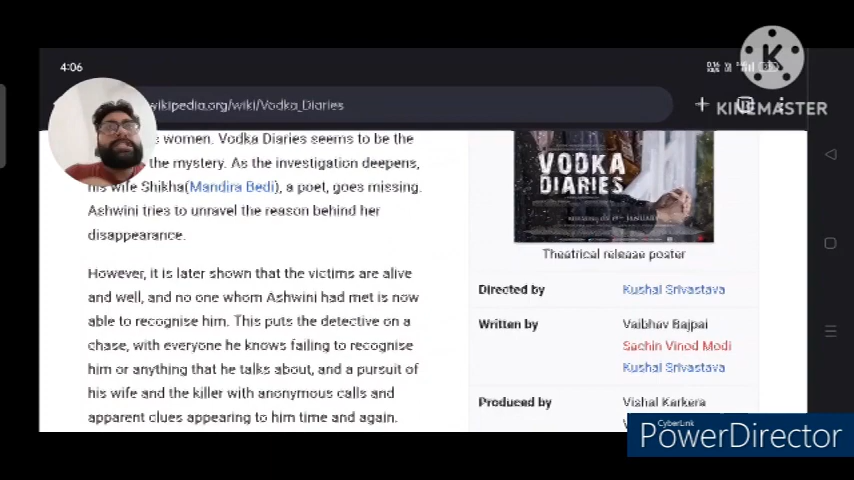 4:06
wikipedia.org/wiki/Vodka_Diaries
KINEMASTER
women. Vodka Diaries seems to be the
the mystery. As the investigation deepens,
his wife Shikha(Mandira Bedi), a poet, goes missing.
Ashwini tries to unravel the reason behind her
disappearance.
However, it is later shown that the victims are alive
and well, and no one whom Ashwini had met is now
able to recognise him. This puts the detective on a
chase, with everyone he knows failing to recognise
him or anything that he talks about, and a pursuit of
his wife and the killer with anonymous calls and
apparent clues appearing to him time and again.
VODKA
DIARIES
Theatrical release poster
Directed by Kushal Srivastava
Written by Vaibhav Bajpai
Sachin Vinod Modi
Kushal Srivastava
Produced by Vishal Karkera
CyberLink
PowerDirector